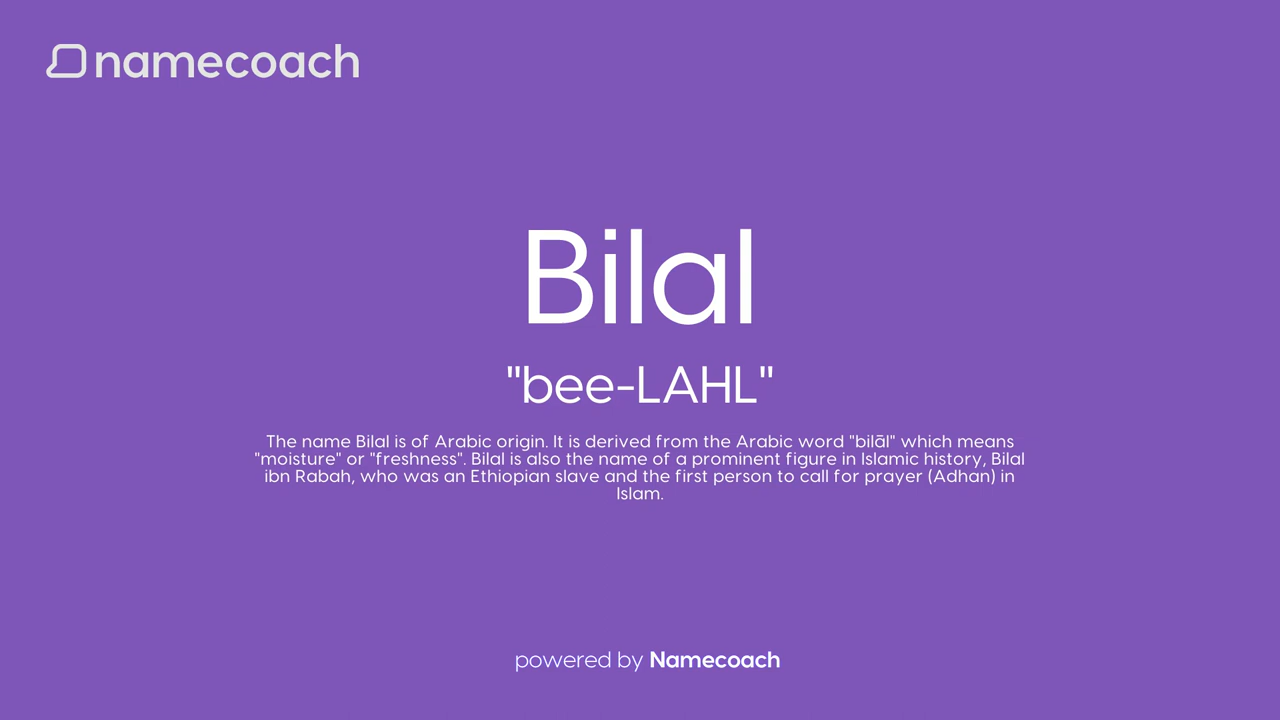 namecoach
Bilal
"bee-LAHL"
The name Bilal is of Arabic origin. It is derived from the Arabic word "bilāl" which means
"moisture" or "freshness". Bilal is also the name of a prominent figure in Islamic history, Bilal
ibn Rabah, who was an Ethiopian slave and the first person to call for prayer (Adhan) in
Islam.
powered by Namecoach